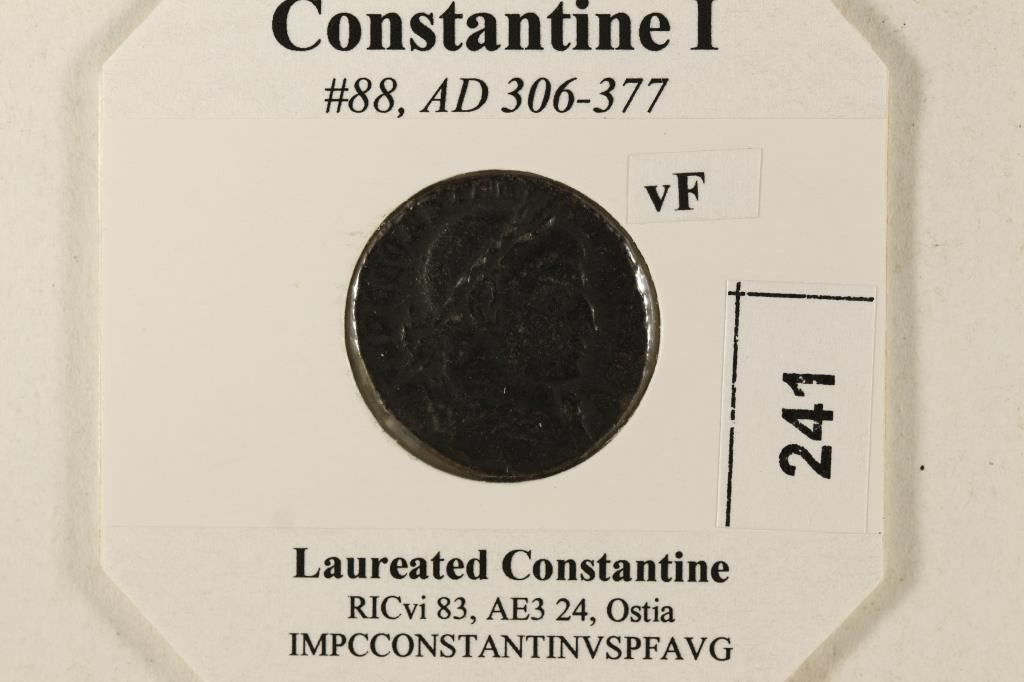 Constantine I
#88, AD 306-377
vF
241
Laureated Constantine
RICvi 83, AE3 24, Ostia
IMPCCONSTANTINVSPFAVG